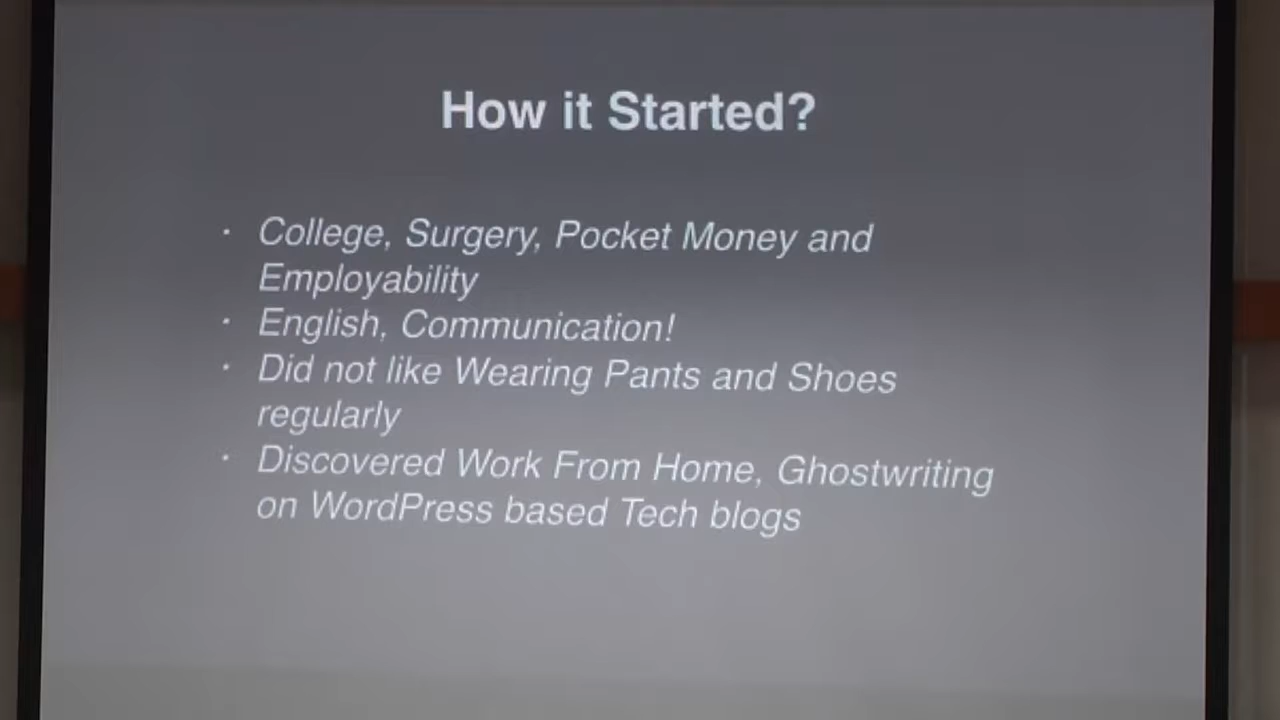 How it Started?
· College, Surgery, Pocket Money and
Employability
· English, Communication!
· Did not like Wearing Pants and Shoes
regularly
· Discovered Work From Home, Ghostwriting
on WordPress based Tech blogs